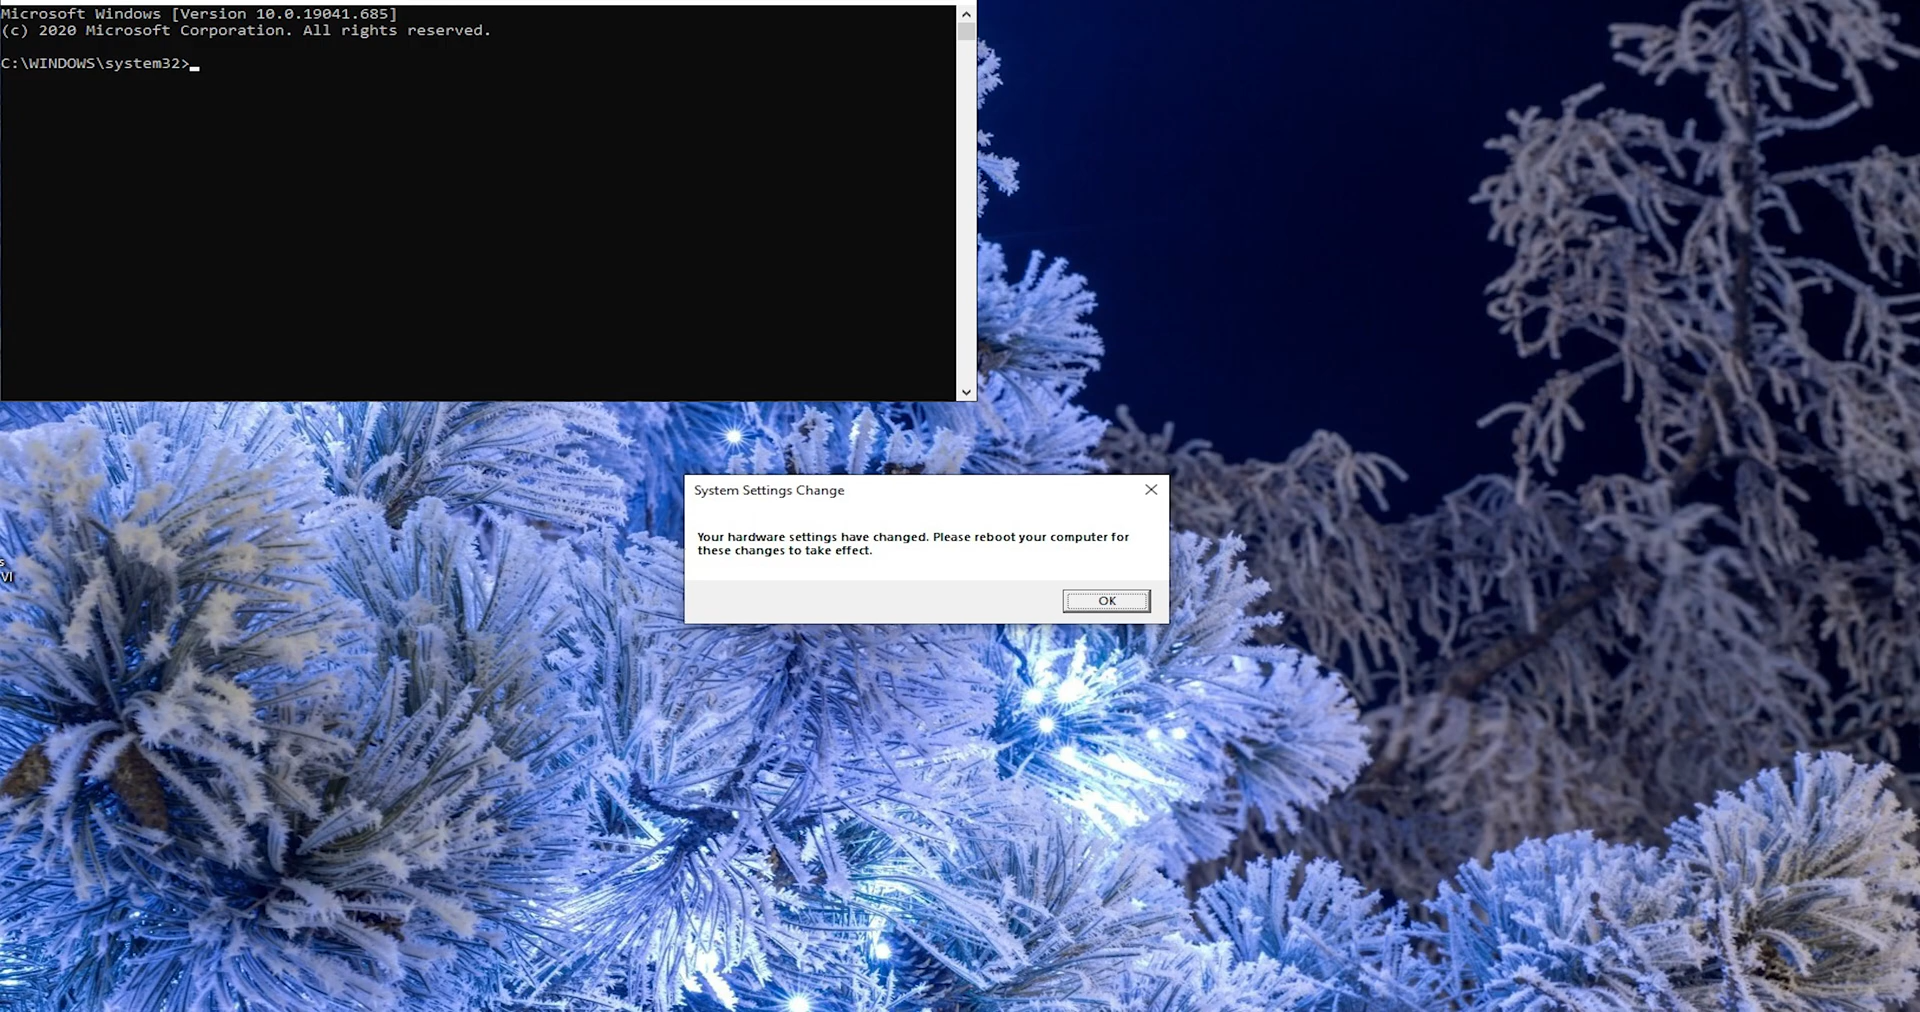 Microsoft Windows [Version 10.0.19041.685]
(c) 2020 Microsoft Corporation. All rights reserved.
C:\WINDOWS\system32>
System Settings Change
Your hardware settings have changed. Please reboot your computer for
these changes to take effect.
OK
s
VI